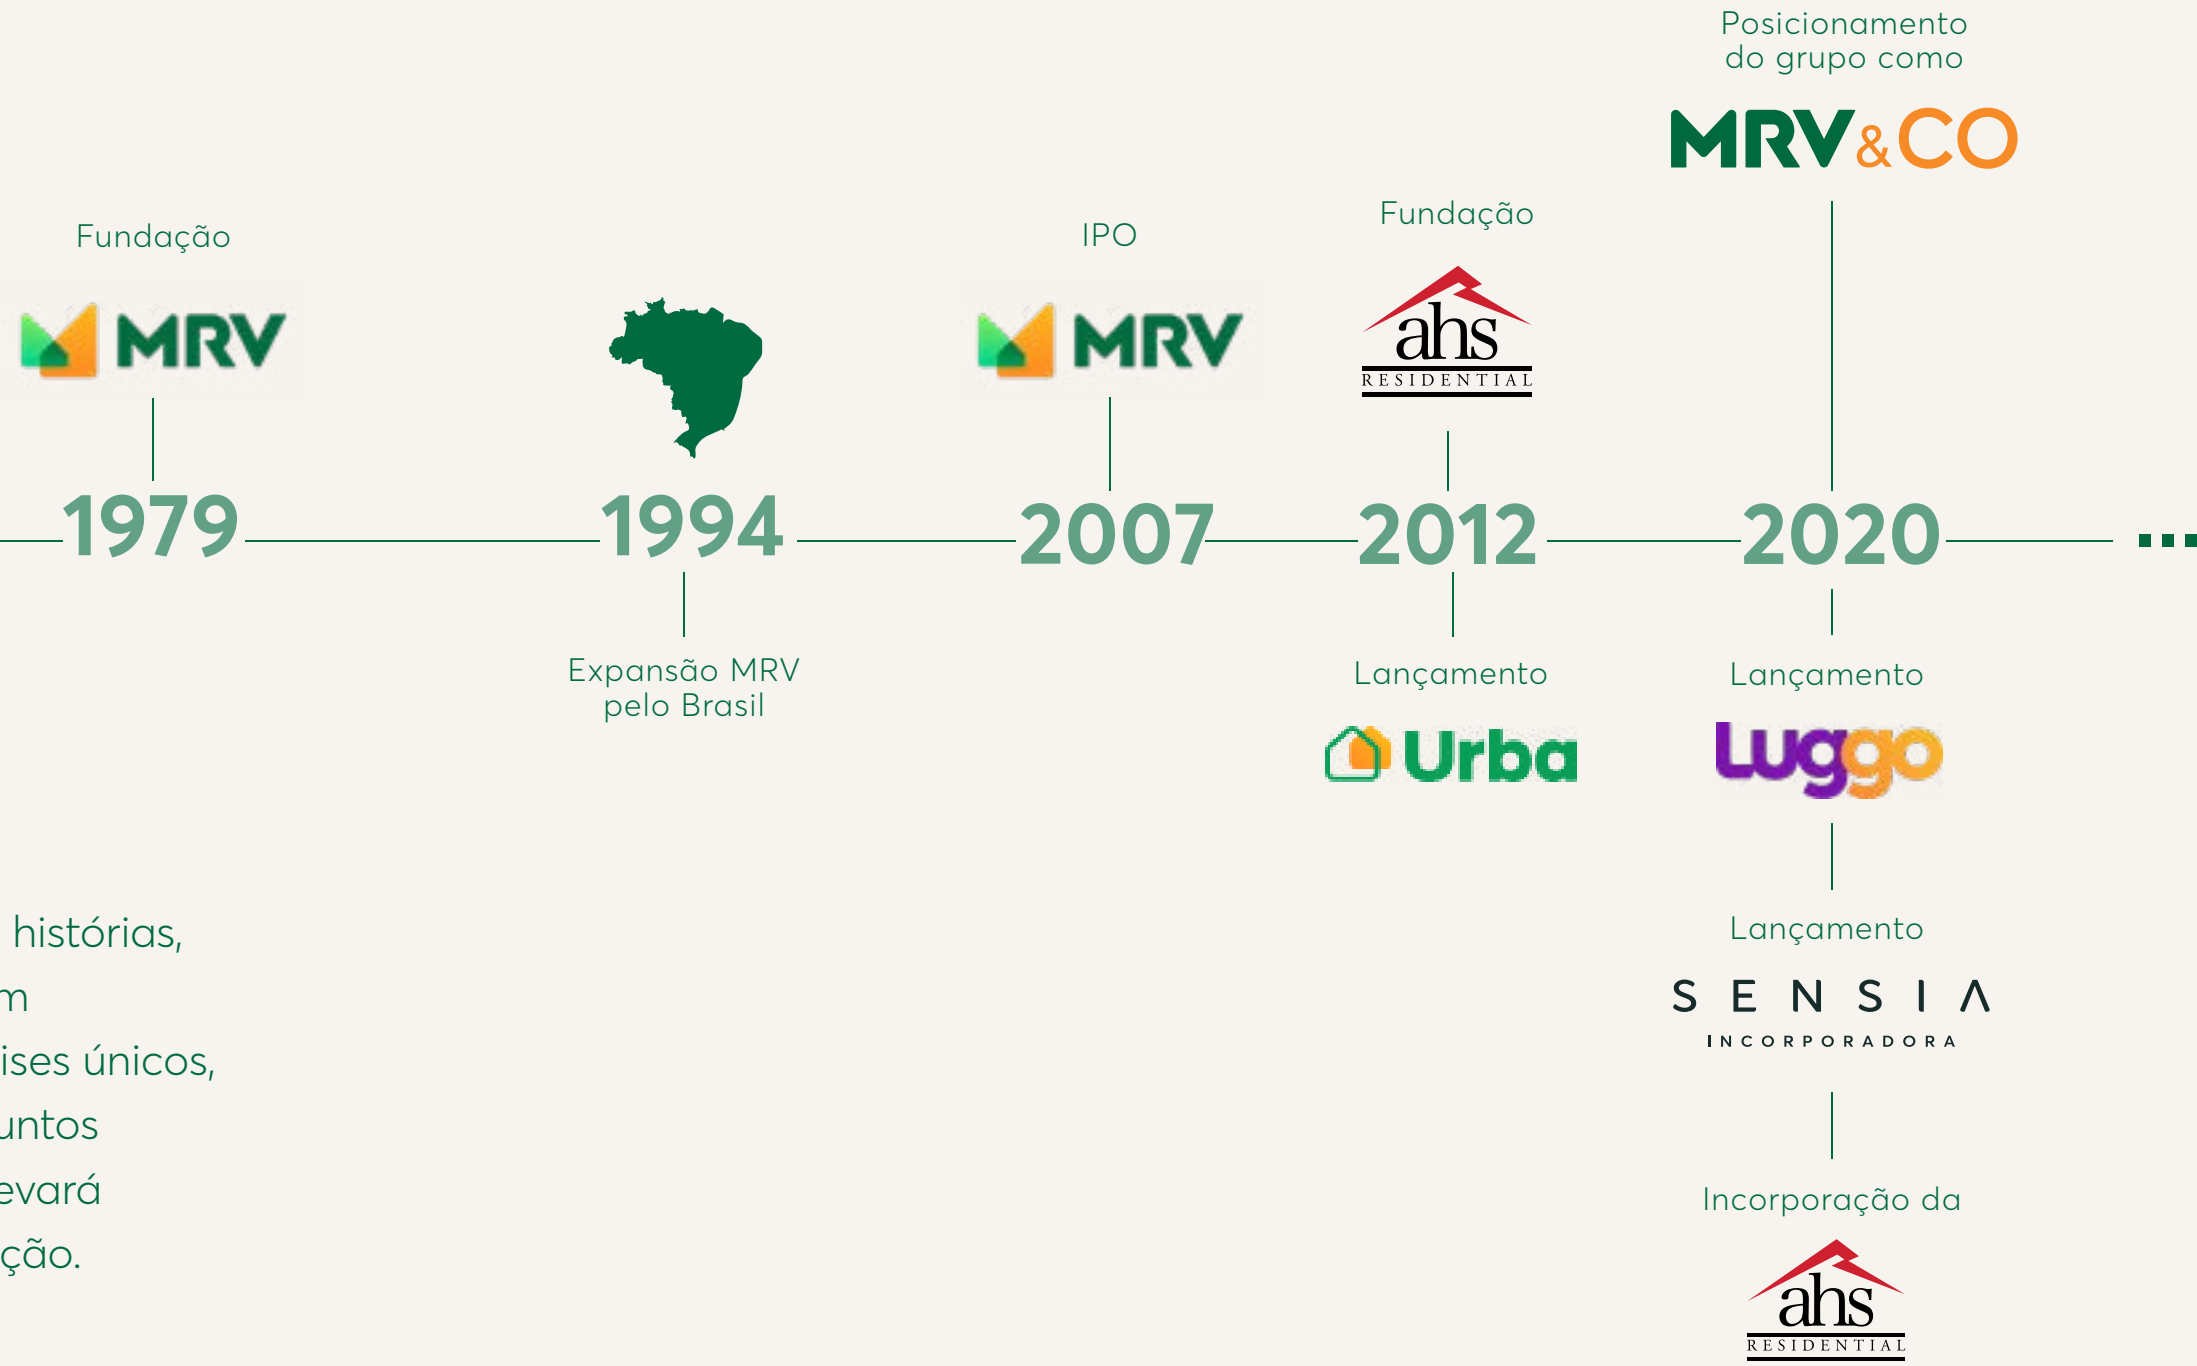 Posicionamento
do grupo como
MRV&CO
Fundação
MRV
IPO
MRV
Fundação
ahs
RESIDENTIAL
1979
1994
2007
2012
2020
Expansão MRV
pelo Brasil
Lançamento
Urba
Lançamento
Luggo
Lançamento
SENSIA
INCORPORADORA
Incorporação da
ahs
RESIDENTIAL
histórias,
m
ises únicos,
untos
evará
ção.